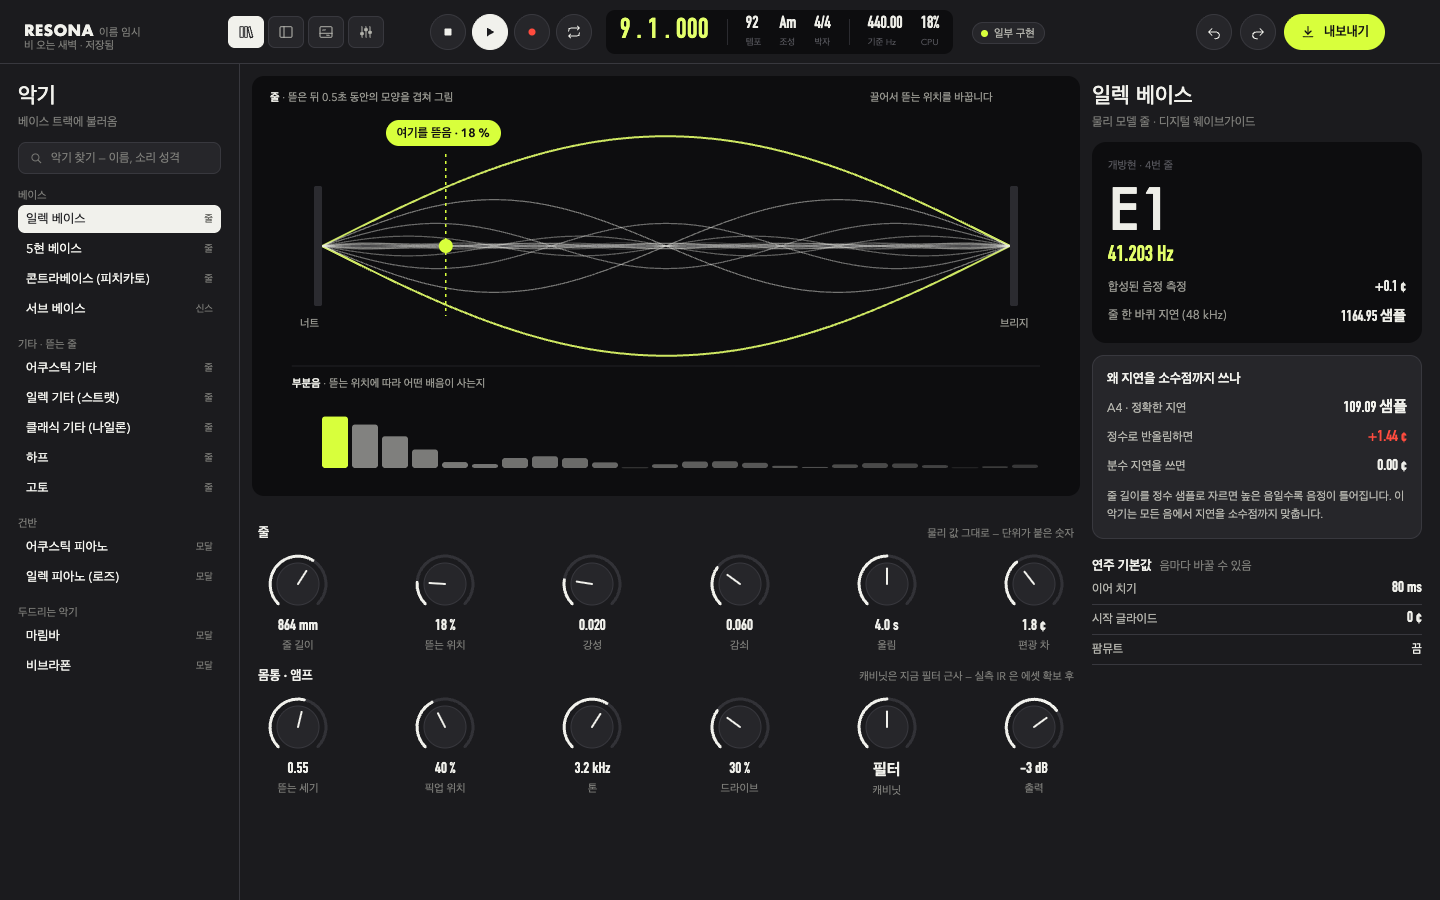 RESONA 이름 임시
비 오는 새벽 · 저장됨
9.1.000
92 Am 4/4 440.00 18%
템포 조성 박자 기준 Hz CPU
일부 구현
내보내기
악기
베이스 트랙에 불러옴
악기 찾기 – 이름, 소리 성격
베이스
일렉 베이스 줄
5현 베이스 줄
콘트라베이스 (피치카토) 줄
서브 베이스 신스
기타 · 뜯는 줄
어쿠스틱 기타 줄
일렉 기타 (스트랫) 줄
클래식 기타 (나일론) 줄
하프 줄
고토 줄
건반
어쿠스틱 피아노 모달
일렉 피아노 (로즈) 모달
두드리는 악기
마림바 모달
비브라폰 모달
줄 · 뜯은 뒤 0.5초 동안의 모양을 겹쳐 그림
끌어서 뜯는 위치를 바꿉니다
여기를 뜯음 · 18 %
너트
브리지
부분음 · 뜯는 위치에 따라 어떤 배음이 사는지
줄
물리 값 그대로 – 단위가 붙은 숫자
864 mm 18 % 0.020 0.060 4.0 s 1.8 ¢
줄 길이 뜯는 위치 강성 감쇠 울림 편광 차
몸통 · 앰프
캐비닛은 지금 필터 근사 – 실측 IR 은 에셋 확보 후
0.55 40 % 3.2 kHz 30 % 필터 −3 dB
뜯는 세기 픽업 위치 톤 드라이브 캐비닛 출력
일렉 베이스
물리 모델 줄 · 디지털 웨이브가이드
개방현 · 4번 줄
E1
41.203 Hz
합성된 음정 측정 +0.1 ¢
줄 한 바퀴 지연 (48 kHz) 1164.95 샘플
왜 지연을 소수점까지 쓰나
A4 · 정확한 지연 109.09 샘플
정수로 반올림하면 +1.44 ¢
분수 지연을 쓰면 0.00 ¢
줄 길이를 정수 샘플로 자르면 높은 음일수록 음정이 틀어집니다. 이
악기는 모든 음에서 지연을 소수점까지 맞춥니다.
연주 기본값 음마다 바꿀 수 있음
이어 치기 80 ms
시작 글라이드 0 ¢
팜뮤트 끔